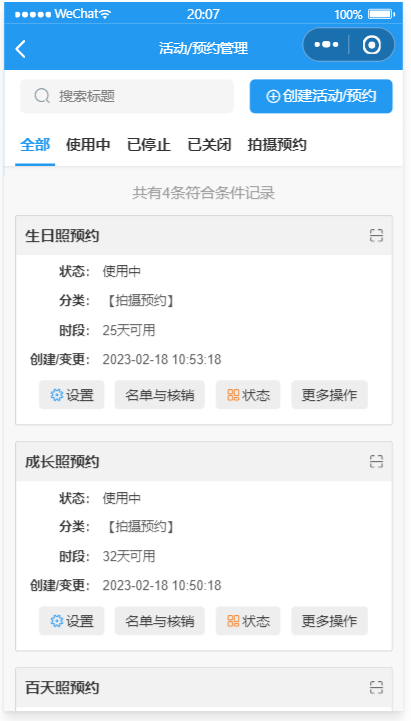 WeChat 20:07 100%
活动/预约管理
搜索标题 创建活动/预约
全部 使用中 已停止 已关闭 拍摄预约
共有4条符合条件记录
生日照预约
状态： 使用中
分类： 【拍摄预约】
时段： 25天可用
创建/变更： 2023-02-18 10:53:18
设置 名单与核销 状态 更多操作
成长照预约
状态： 使用中
分类： 【拍摄预约】
时段： 32天可用
创建/变更： 2023-02-18 10:50:18
设置 名单与核销 状态 更多操作
百天照预约